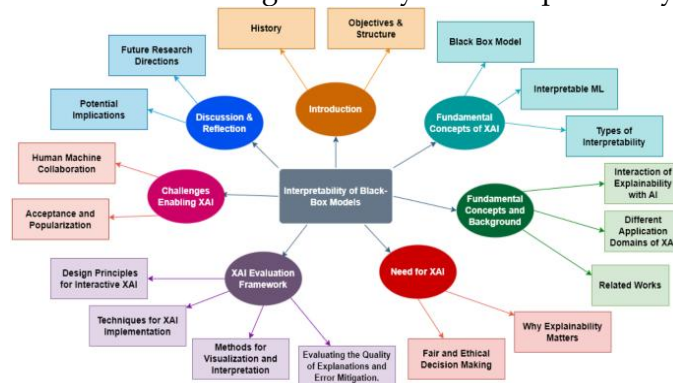 History
Objectives &
Structure
Black Box Model
Future Research
Directions
Interpretable ML
Potential
Implications
Discussion &
Reflection
Introduction
Fundamental
Concepts of XAI
Types of
Interpretability
Human Machine
Collaboration
Challenges
Enabling XAI
Interpretability of Black-
Box Models
Fundamental
Concepts and
Background
Interaction of
Explainability
with AI
Acceptance and
Popularization
Different
Application
Domains of XA
Related Works
Design Principles
for Interactive XAI
XAI Evaluation
Framework
Need for XAI
Techniques for XAI
Implementation
Methods for
Visualization and
Interpretation
Evaluating the Quality
of Explanations and
Error Mitigation.
Fair and Ethical
Decision Making
Why Explainability
Matters